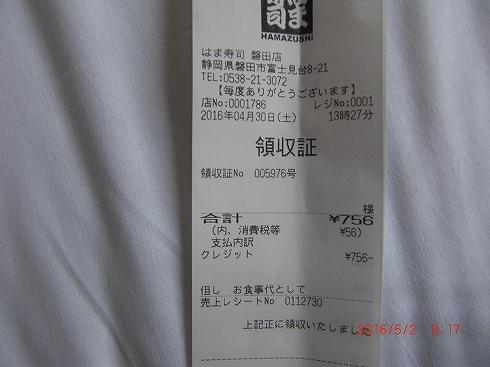 はま寿司
HAMAZUSHI
はま寿司 磐田店
静岡県磐田市富士見台8-21
TEL:0538-21-3072
【毎度ありがとうございます】
店No:0001786 レジNo:0001
2016年04月30日(土) 13時27分
領収証
領収証No 005976号
様
合計 ¥756
(内、消費税等 ¥56)
支払内訳
クレジット ¥756-
但し お食事代として
売上レシートNo 0112730
上記正に領収いたしました
2016/5/2 8:17